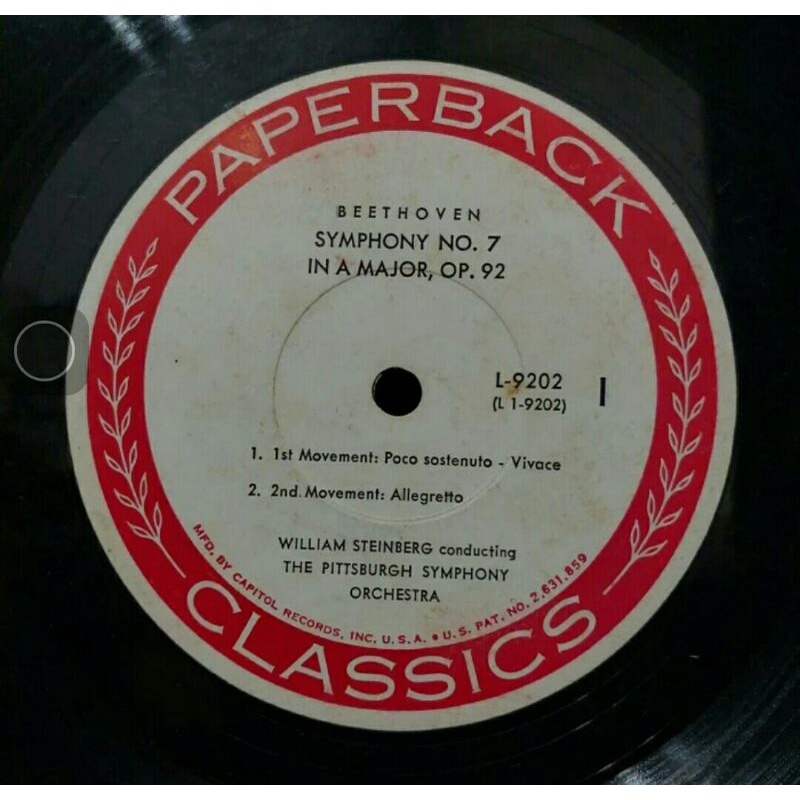 PAPERBACK
BEETHOVEN
SYMPHONY NO. 7
IN A MAJOR, OP. 92
L-9202 I
(L 1-9202)
1. 1st Movement: Poco sostenuto - Vivace
2. 2nd Movement: Allegretto
WILLIAM STEINBERG conducting
THE PITTSBURGH SYMPHONY
ORCHESTRA
MFD. BY CAPITOL RECORDS, INC. U.S.A. • U.S. PAT. NO. 2,631,859
CLASSICS